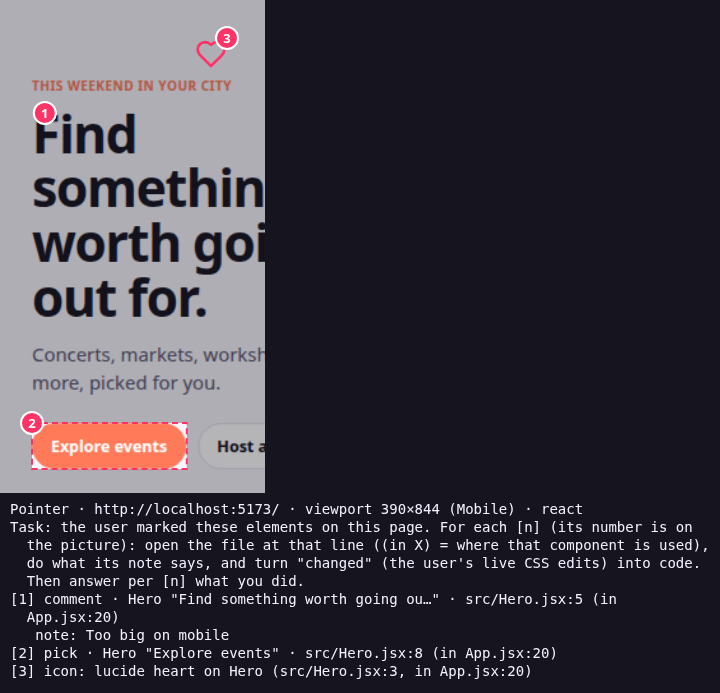 3
THIS WEEKEND IN YOUR CITY
1
Find
somethin
worth goi
out for.
Concerts, markets, worksh
more, picked for you.
2
Explore events
Host a
Pointer · http://localhost:5173/ · viewport 390×844 (Mobile) · react
Task: the user marked these elements on this page. For each [n] (its number is on
the picture): open the file at that line ((in X) = where that component is used),
do what its note says, and turn "changed" (the user's live CSS edits) into code.
Then answer per [n] what you did.
[1] comment · Hero "Find something worth going ou…" · src/Hero.jsx:5 (in
App.jsx:20)
note: Too big on mobile
[2] pick · Hero "Explore events" · src/Hero.jsx:8 (in App.jsx:20)
[3] icon: lucide heart on Hero (src/Hero.jsx:3, in App.jsx:20)